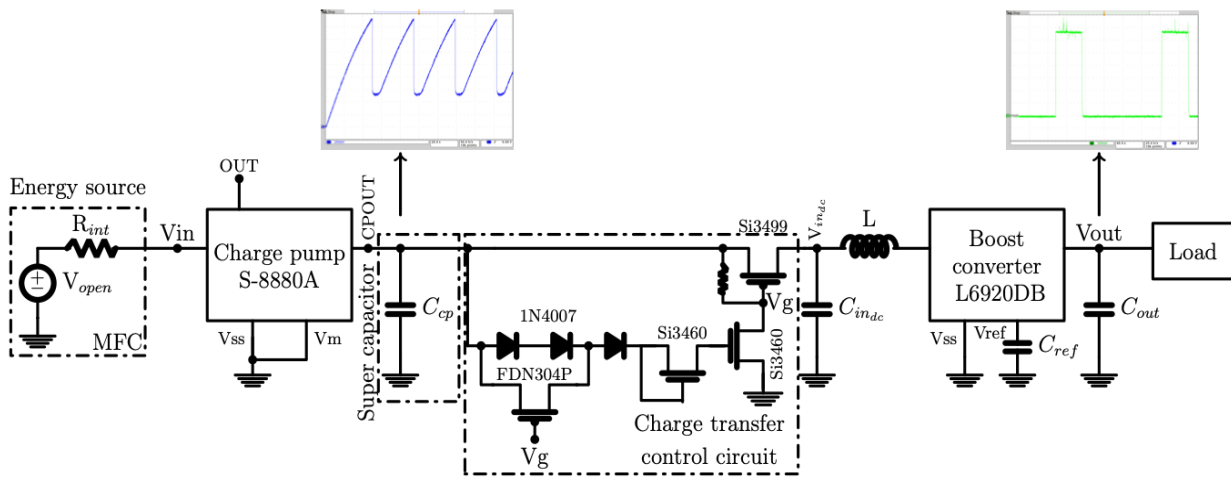 OUT
Energy source
R_int
Vin
V_open
MFC
Charge pump
S-8880A
Vss
Vm
CPOUT
Super capacitor
C_cp
1N4007
FDN304P
Vg
Si3460
Si3499
Vg
Si3460
Charge transfer
control circuit
V_in_dc
L
C_in_dc
Boost
converter
L6920DB
Vss
Vref
C_ref
Vout
C_out
Load